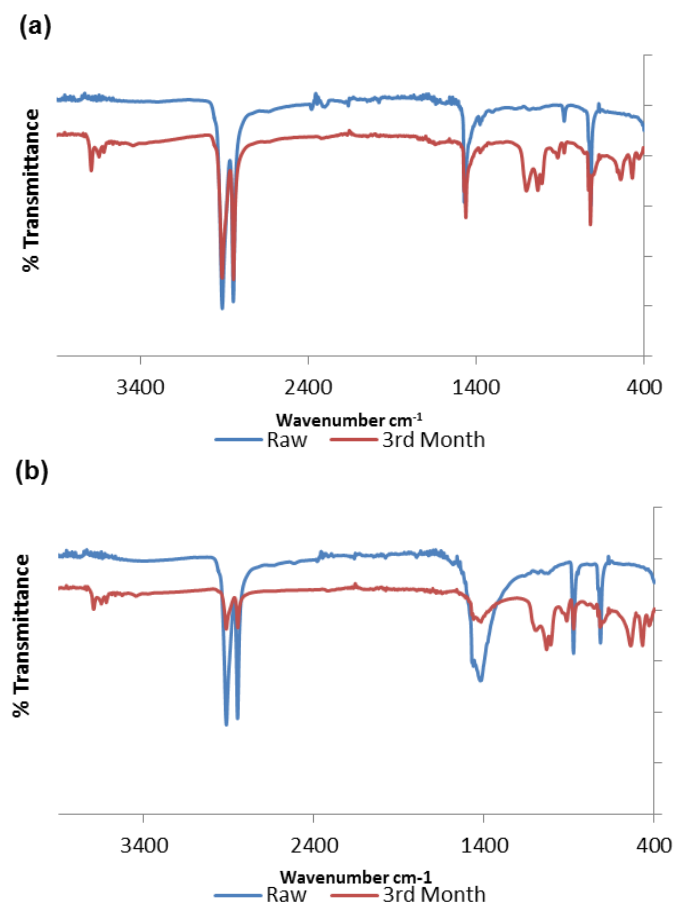 (a)
% Transmittance
3400 2400 1400 400
Wavenumber cm-1
Raw 3rd Month
(b)
% Transmittance
3400 2400 1400 400
Wavenumber cm-1
Raw 3rd Month